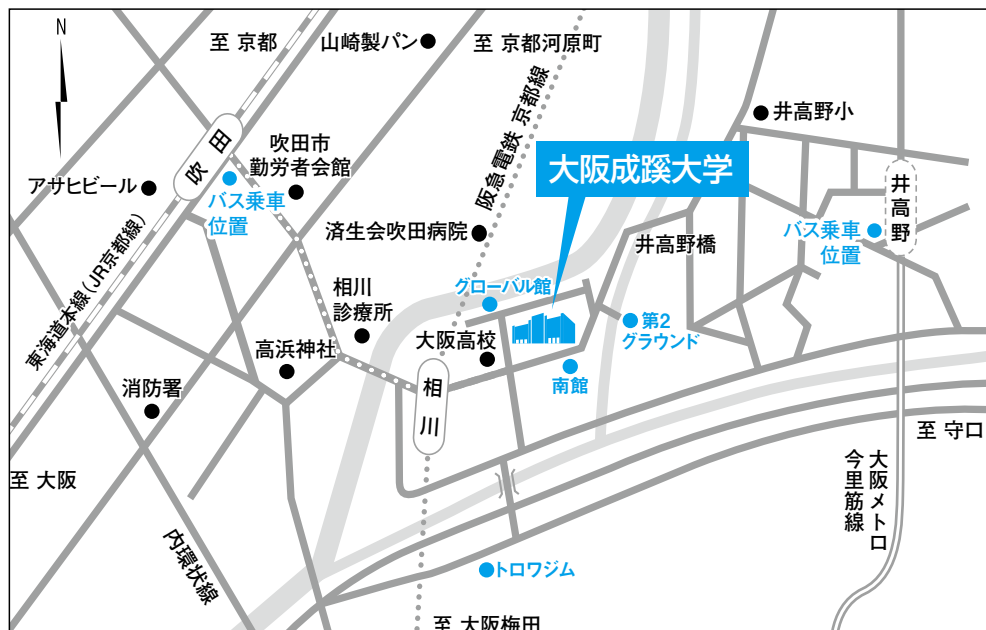 N
至 京都
山崎製パン
至 京都河原町
阪急電鉄 京都線
井高野小
吹田
吹田市
勤労者会館
大阪成蹊大学
アサヒビール
バス乗車
位置
井高野
済生会吹田病院
井高野橋
バス乗車
位置
東海道本線(JR京都線)
相川
診療所
グローバル館
第2
グラウンド
高浜神社
大阪高校
南館
消防署
相川
至 守口
至 大阪
大阪メトロ
今里筋線
内環状線
トロワジム
至 大阪梅田